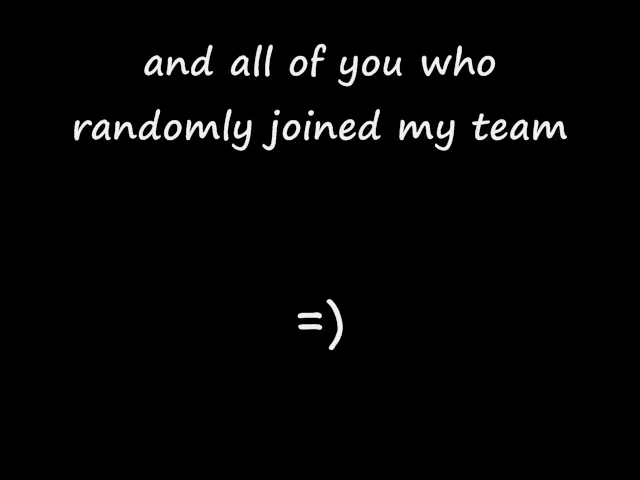 and all of you who
randomly joined my team
=)